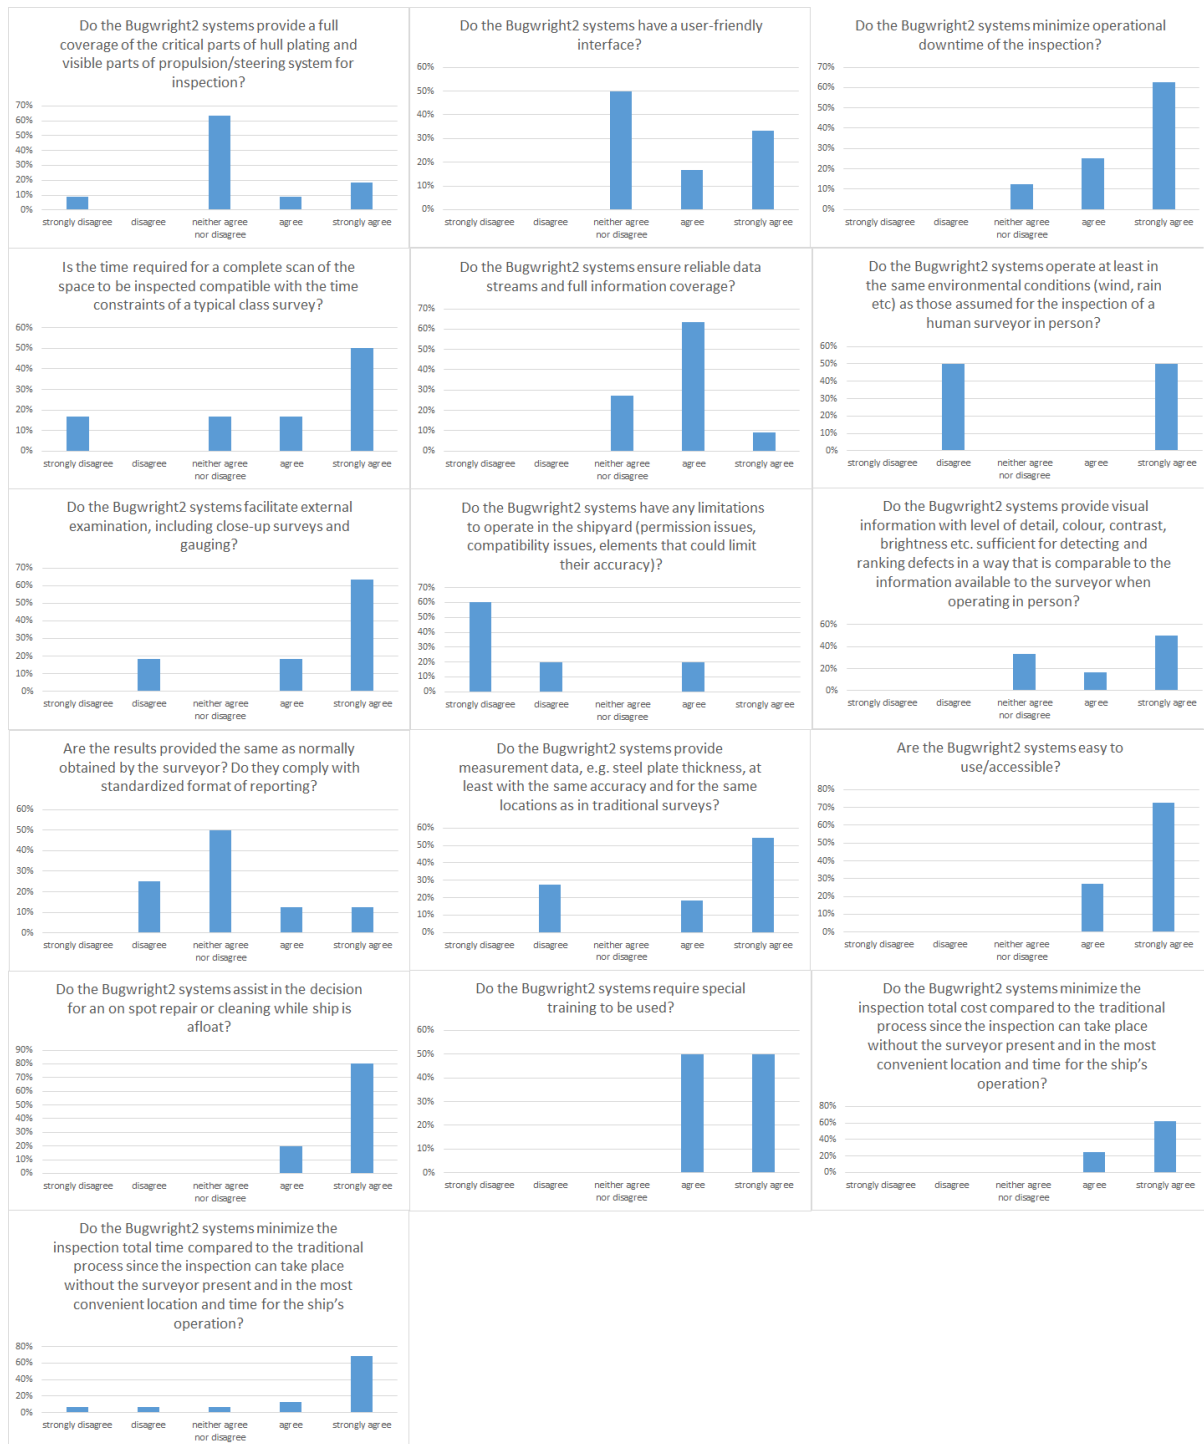 Do the Bugwright2 systems provide a full
coverage of the critical parts of hull plating and
visible parts of propulsion/steering system for
inspection?
70%
60%
50%
40%
30%
20%
10%
0%
strongly disagree
disagree
neither agree
nor disagree
agree
strongly agree
Do the Bugwright2 systems have a user-friendly
interface?
60%
50%
40%
30%
20%
10%
0%
strongly disagree
disagree
neither agree
nor disagree
agree
strongly agree
Do the Bugwright2 systems minimize operational
downtime of the inspection?
70%
60%
50%
40%
30%
20%
10%
0%
strongly disagree
disagree
neither agree
nor disagree
agree
strongly agree
Is the time required for a complete scan of the
space to be inspected compatible with the time
constraints of a typical class survey?
60%
50%
40%
30%
20%
10%
0%
strongly disagree
disagree
neither agree
nor disagree
agree
strongly agree
Do the Bugwright2 systems ensure reliable data
streams and full information coverage?
70%
60%
50%
40%
30%
20%
10%
0%
strongly disagree
disagree
neither agree
nor disagree
agree
strongly agree
Do the Bugwright2 systems operate at least in
the same environmental conditions (wind, rain
etc) as those assumed for the inspection of a
human surveyor in person?
60%
50%
40%
30%
20%
10%
0%
strongly disagree
disagree
neither agree
nor disagree
agree
strongly agree
Do the Bugwright2 systems facilitate external
examination, including close-up surveys and
gauging?
70%
60%
50%
40%
30%
20%
10%
0%
strongly disagree
disagree
neither agree
nor disagree
agree
strongly agree
Do the Bugwright2 systems have any limitations
to operate in the shipyard (permission issues,
compatibility issues, elements that could limit
their accuracy)?
70%
60%
50%
40%
30%
20%
10%
0%
strongly disagree
disagree
neither agree
nor disagree
agree
strongly agree
Do the Bugwright2 systems provide visual
information with level of detail, colour, contrast,
brightness etc. sufficient for detecting and
ranking defects in a way that is comparable to the
information available to the surveyor when
operating in person?
60%
40%
20%
0%
strongly disagree
disagree
neither agree
nor disagree
agree
strongly agree
Are the results provided the same as normally
obtained by the surveyor? Do they comply with
standardized format of reporting?
60%
50%
40%
30%
20%
10%
0%
strongly disagree
disagree
neither agree
nor disagree
agree
strongly agree
Do the Bugwright2 systems provide
measurement data, e.g. steel plate thickness, at
least with the same accuracy and for the same
locations as in traditional surveys?
60%
50%
40%
30%
20%
10%
0%
strongly disagree
disagree
neither agree
nor disagree
agree
strongly agree
Are the Bugwright2 systems easy to
use/accessible?
80%
70%
60%
50%
40%
30%
20%
10%
0%
strongly disagree
disagree
neither agree
nor disagree
agree
strongly agree
Do the Bugwright2 systems assist in the decision
for an on spot repair or cleaning while ship is
afloat?
90%
80%
70%
60%
50%
40%
30%
20%
10%
0%
strongly disagree
disagree
neither agree
nor disagree
agree
strongly agree
Do the Bugwright2 systems require special
training to be used?
60%
50%
40%
30%
20%
10%
0%
strongly disagree
disagree
neither agree
nor disagree
agree
strongly agree
Do the Bugwright2 systems minimize the
inspection total cost compared to the traditional
process since the inspection can take place
without the surveyor present and in the most
convenient location and time for the ship's
operation?
80%
60%
40%
20%
0%
strongly disagree
disagree
neither agree
nor disagree
agree
strongly agree
Do the Bugwright2 systems minimize the
inspection total time compared to the traditional
process since the inspection can take place
without the surveyor present and in the most
convenient location and time for the ship's
operation?
80%
60%
40%
20%
0%
strongly disagree
disagree
neither agree
nor disagree
agree
strongly agree